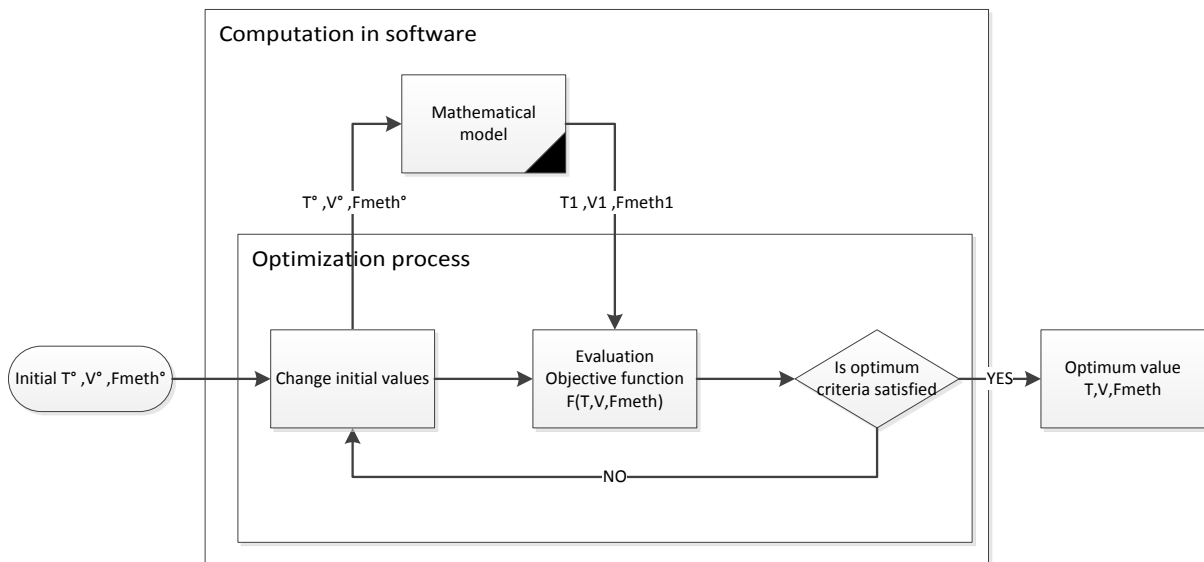 Computation in software
Mathematical
model
T° ,V° ,Fmeth°
T1 ,V1 ,Fmeth1
Optimization process
Initial T° ,V° ,Fmeth°
Change initial values
Evaluation
Objective function
F(T,V,Fmeth)
Is optimum
criteria satisfied
YES
Optimum value
T,V,Fmeth
NO